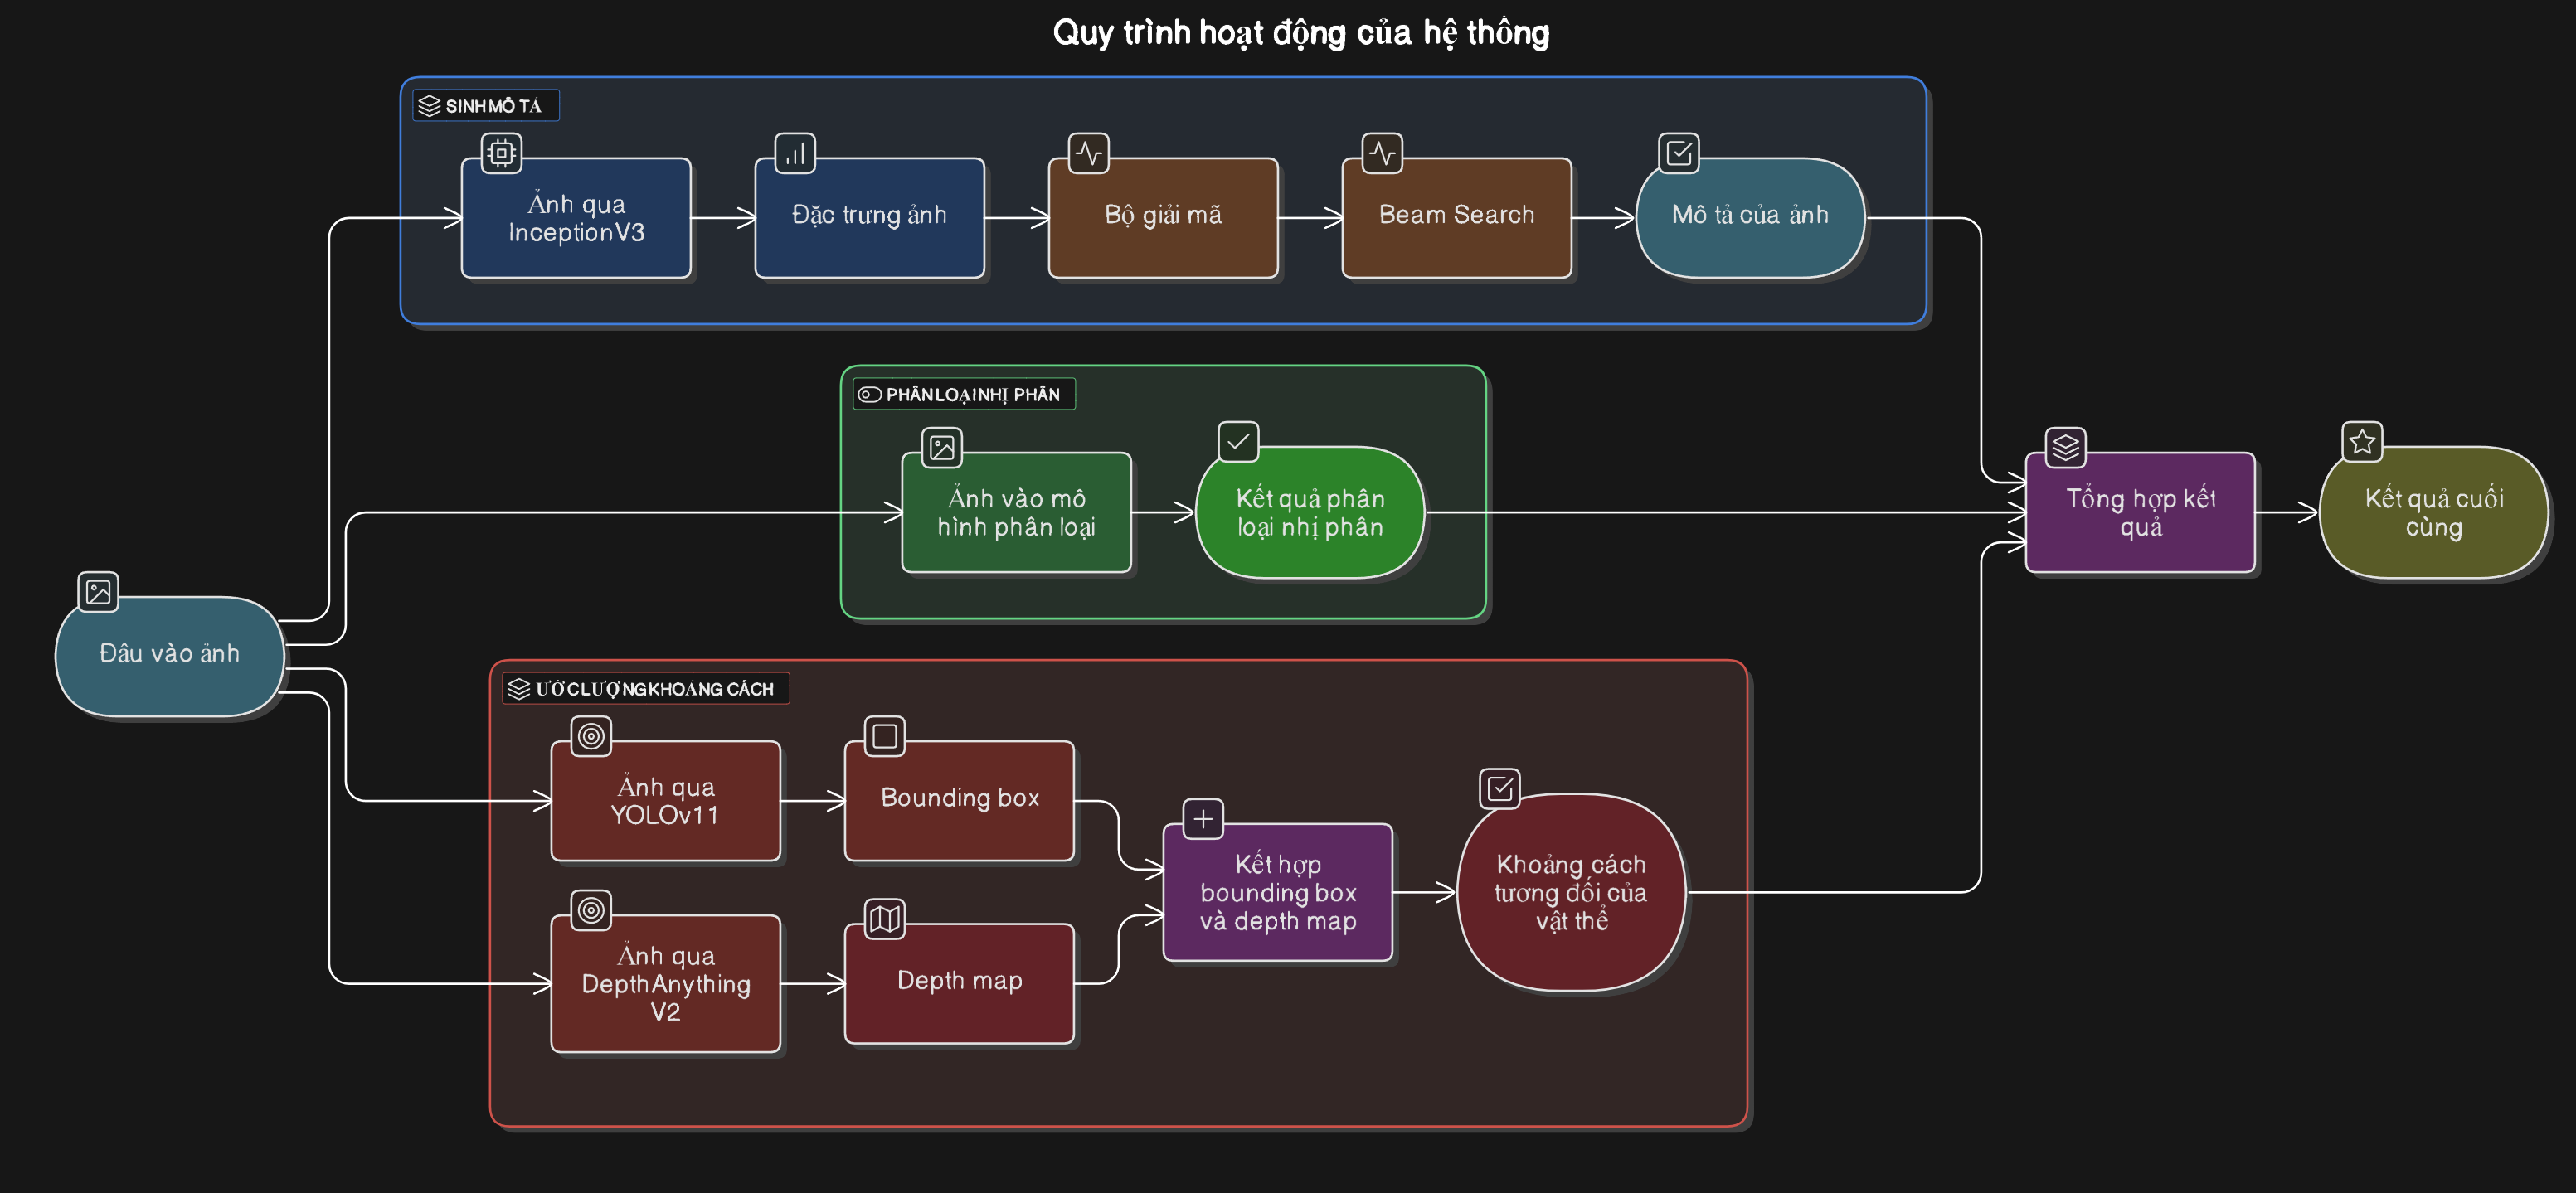 Quy trình hoạt động của hệ thống
SINH MÔ TẢ
Ảnh qua
InceptionV3
Đặc trưng ảnh
Bộ giải mã
Beam Search
Mô tả của ảnh
PHÂN LOẠI NHỊ PHÂN
Ảnh vào mô
hình phân loại
Kết quả phân
loại nhị phân
Tổng hợp kết
quả
Kết quả cuối
cùng
Đầu vào ảnh
ƯỚC LƯỢNG KHOẢNG CÁCH
Ảnh qua
YOLOv11
Bounding box
Kết hợp
bounding box
và depth map
Khoảng cách
tương đối của
vật thể
Ảnh qua
DepthAnything
V2
Depth map